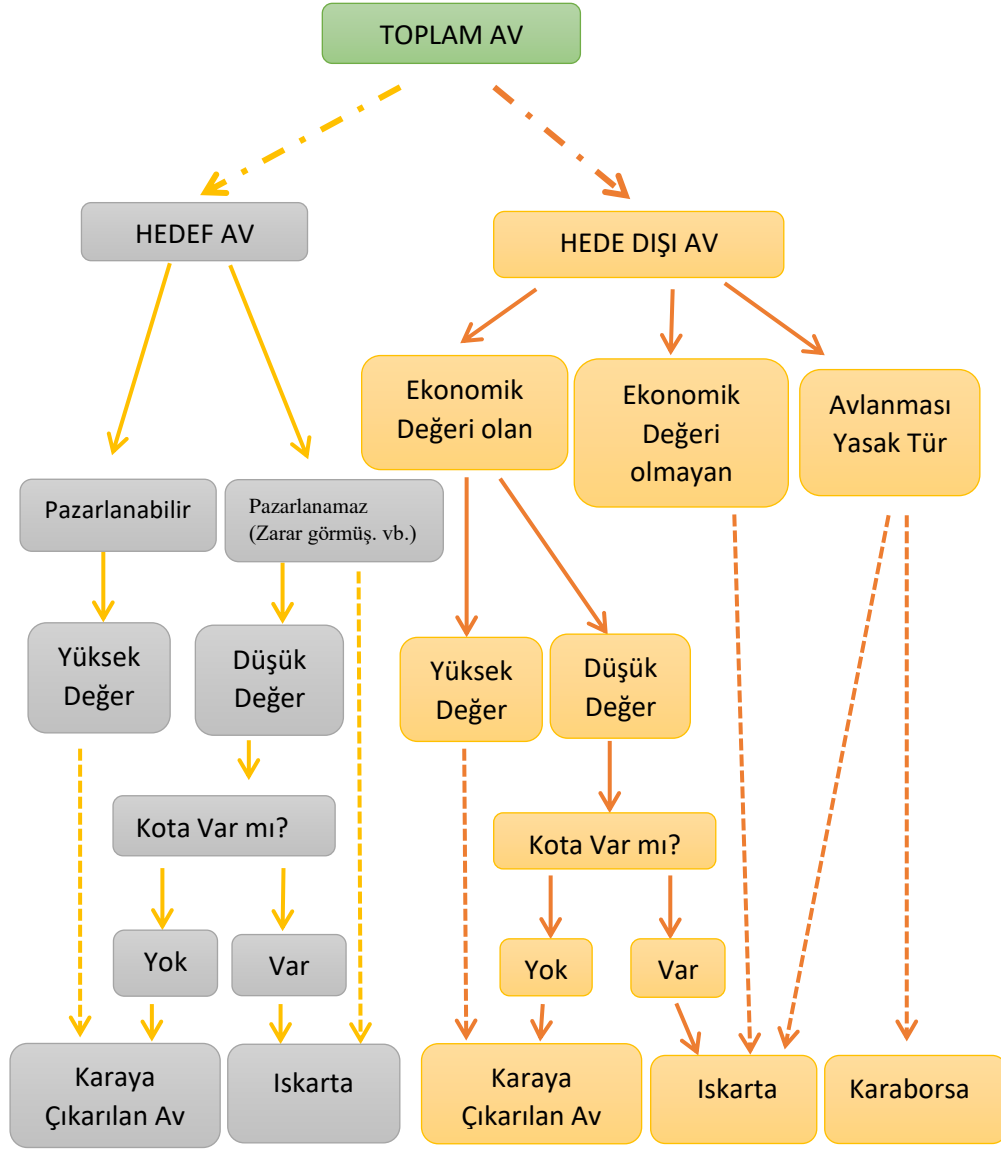 TOPLAM AV
HEDEF AV
HEDE DIŞI AV
Ekonomik
Değeri olan
Ekonomik
Değeri
olmayan
Avlanması
Yasak Tür
Pazarlanabilir
Pazarlanamaz
(Zarar görmüş. vb.)
Yüksek
Değer
Düşük
Değer
Yüksek
Değer
Düşük
Değer
Kota Var mı?
Kota Var mı?
Yok
Var
Yok
Var
Karaya
Çıkarılan Av
Iskarta
Karaya
Çıkarılan Av
Iskarta
Karaborsa